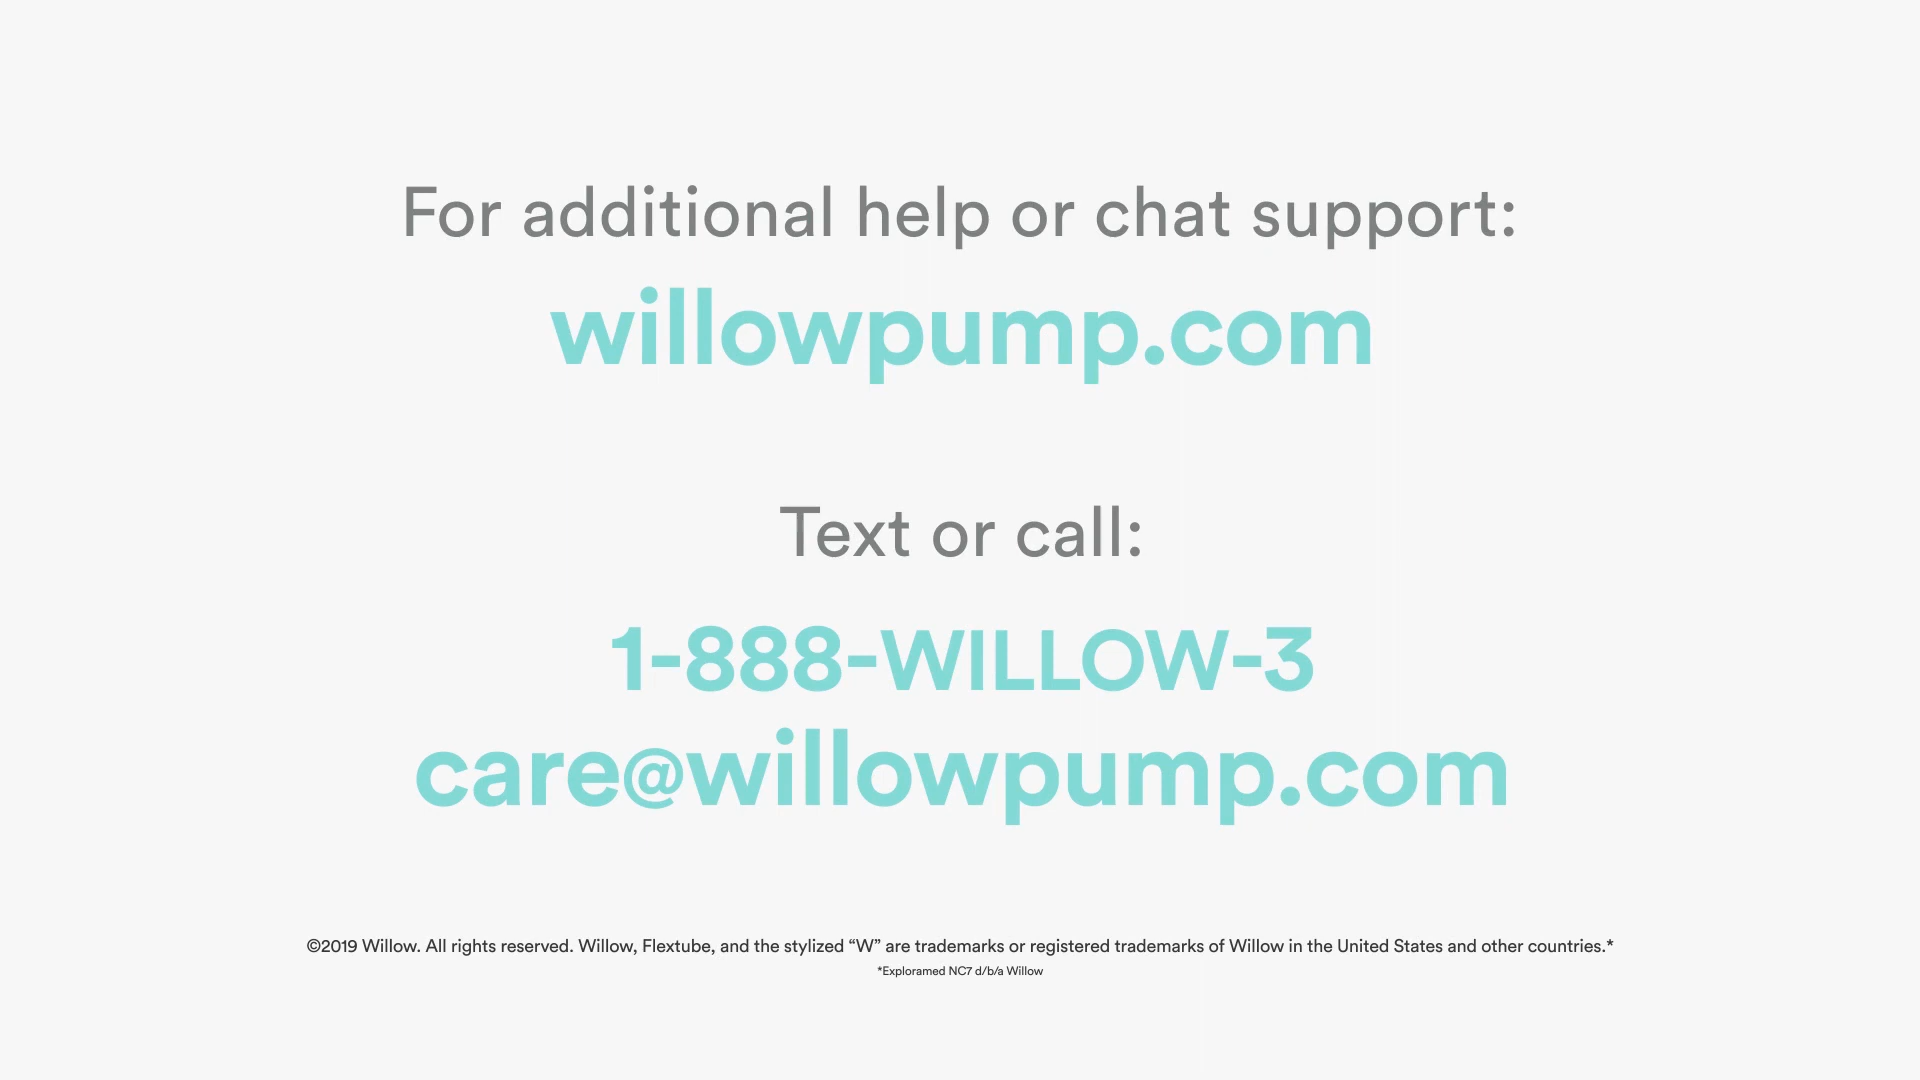 For additional help or chat support:
willowpump.com
Text or call:
1-888-WILLOW-3
care@willowpump.com
©2019 Willow. All rights reserved. Willow, Flextube, and the stylized “W” are trademarks or registered trademarks of Willow in the United States and other countries.*
*Exploramed NC7 d/b/a Willow